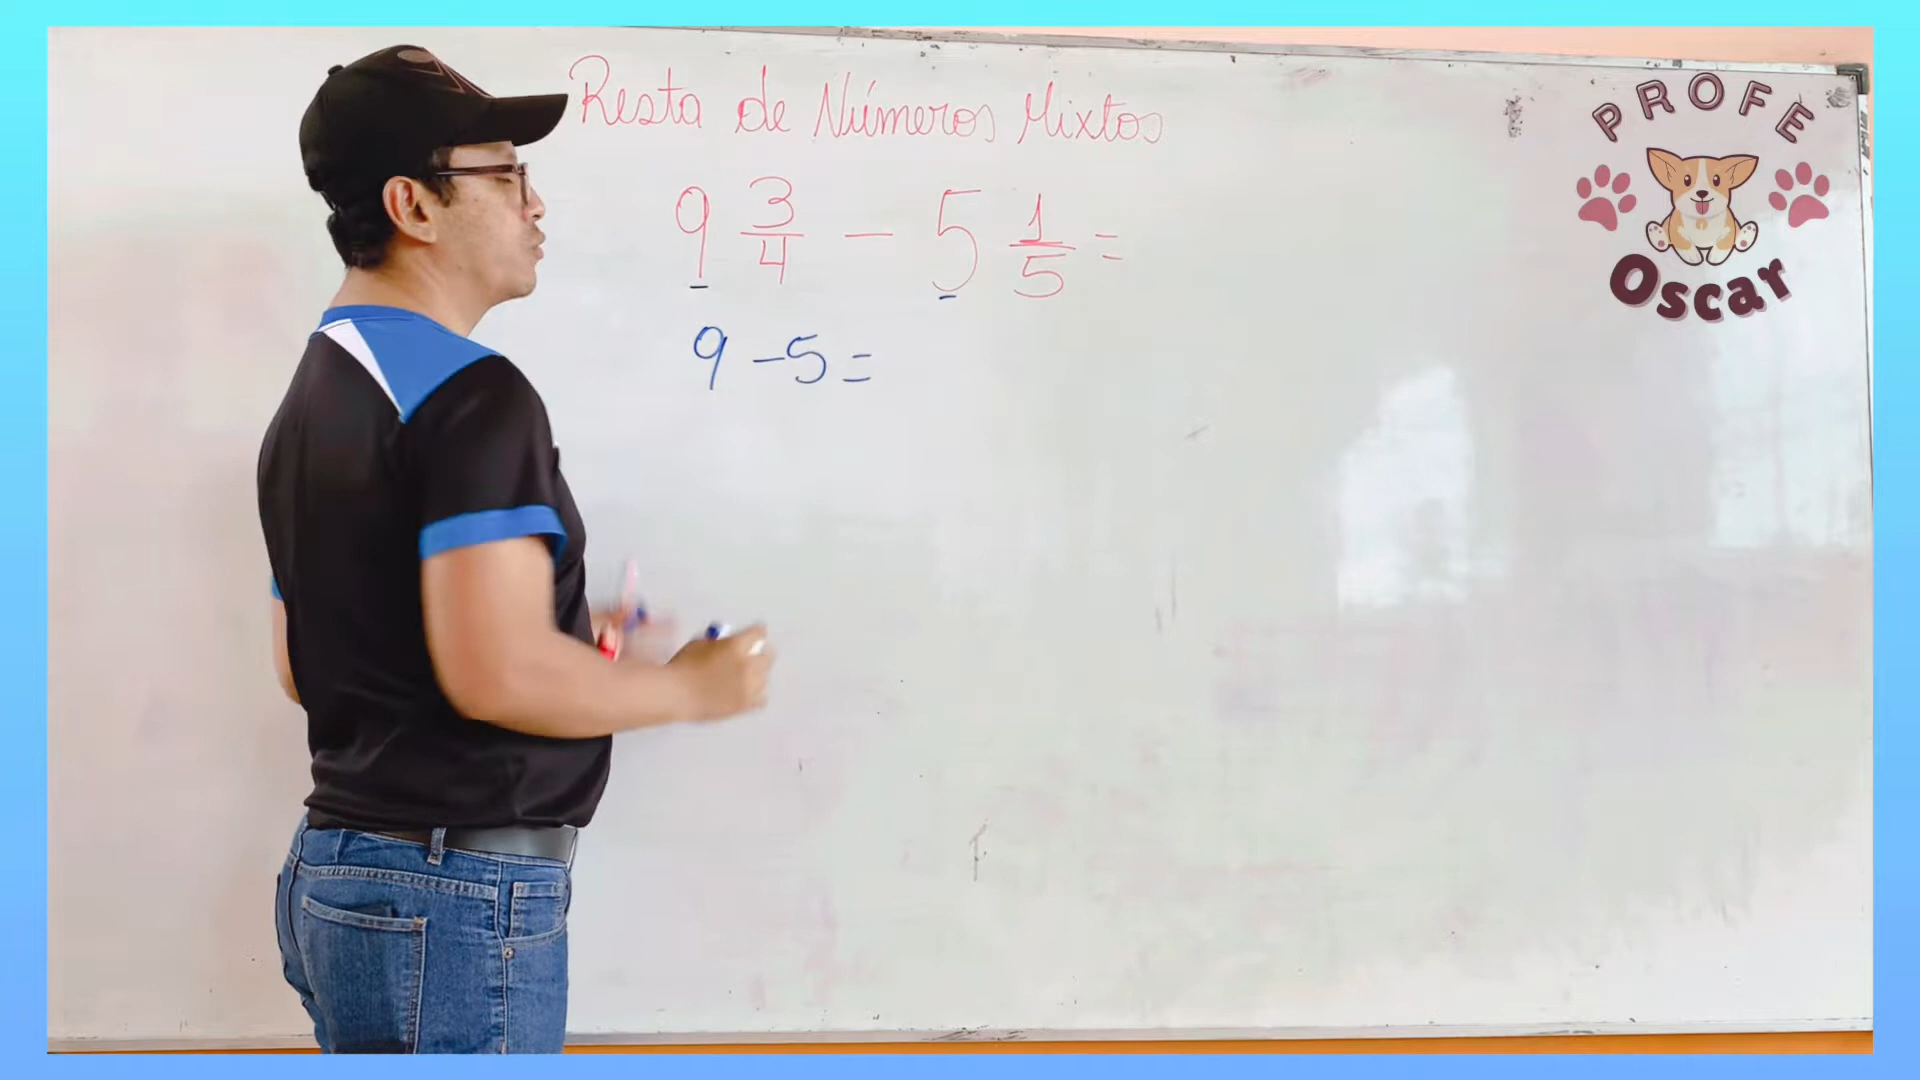 Resta de Números Mixtos
9 3/4 - 5 1/5 =
9 - 5 =
PROFE
Oscar